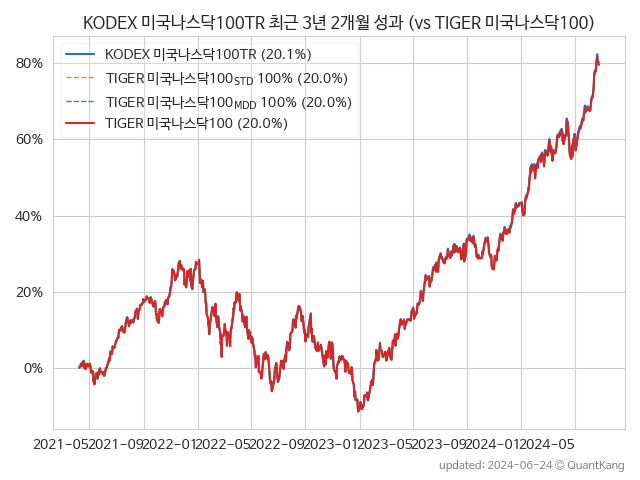 KODEX 미국나스닥100TR 최근 3년 2개월 성과 (vs TIGER 미국나스닥100)
KODEX 미국나스닥100TR (20.1%)
TIGER 미국나스닥100STD 100% (20.0%)
TIGER 미국나스닥100MDD 100% (20.0%)
TIGER 미국나스닥100 (20.0%)
80%
60%
40%
20%
0%
2021-05 2021-09 2022-01 2022-05 2022-09 2023-01 2023-05 2023-09 2024-01 2024-05
updated: 2024-06-24 ⓒ QuantKang